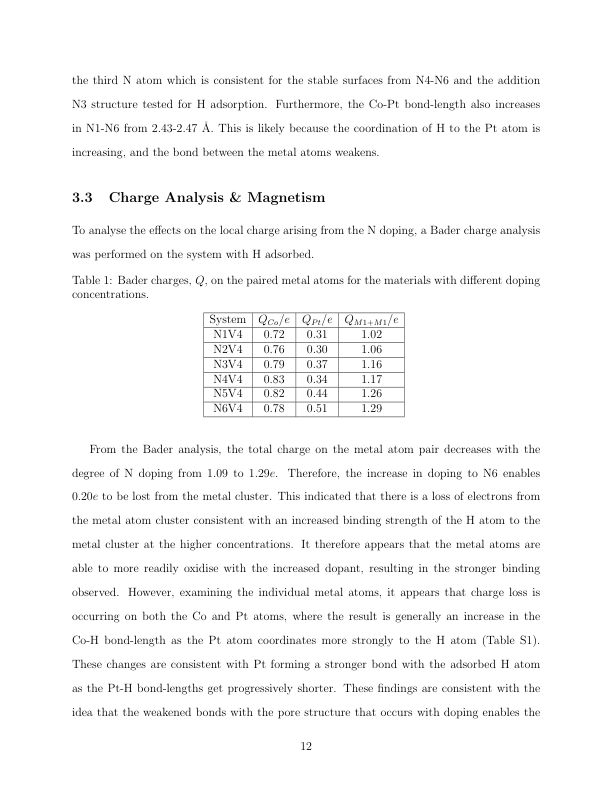 the third N atom which is consistent for the stable surfaces from N4-N6 and the addition
N3 structure tested for H adsorption. Furthermore, the Co-Pt bond-length also increases
in N1-N6 from 2.43-2.47 Å. This is likely because the coordination of H to the Pt atom is
increasing, and the bond between the metal atoms weakens.
3.3 Charge Analysis & Magnetism
To analyse the effects on the local charge arising from the N doping, a Bader charge analysis
was performed on the system with H adsorbed.
Table 1: Bader charges, Q, on the paired metal atoms for the materials with different doping
concentrations.
System Q_Co/e Q_Pt/e Q_M1+M1/e
N1V4 0.72 0.31 1.02
N2V4 0.76 0.30 1.06
N3V4 0.79 0.37 1.16
N4V4 0.83 0.34 1.17
N5V4 0.82 0.44 1.26
N6V4 0.78 0.51 1.29
From the Bader analysis, the total charge on the metal atom pair decreases with the
degree of N doping from 1.09 to 1.29e. Therefore, the increase in doping to N6 enables
0.20e to be lost from the metal cluster. This indicated that there is a loss of electrons from
the metal atom cluster consistent with an increased binding strength of the H atom to the
metal cluster at the higher concentrations. It therefore appears that the metal atoms are
able to more readily oxidise with the increased dopant, resulting in the stronger binding
observed. However, examining the individual metal atoms, it appears that charge loss is
occurring on both the Co and Pt atoms, where the result is generally an increase in the
Co-H bond-length as the Pt atom coordinates more strongly to the H atom (Table S1).
These changes are consistent with Pt forming a stronger bond with the adsorbed H atom
as the Pt-H bond-lengths get progressively shorter. These findings are consistent with the
idea that the weakened bonds with the pore structure that occurs with doping enables the
12